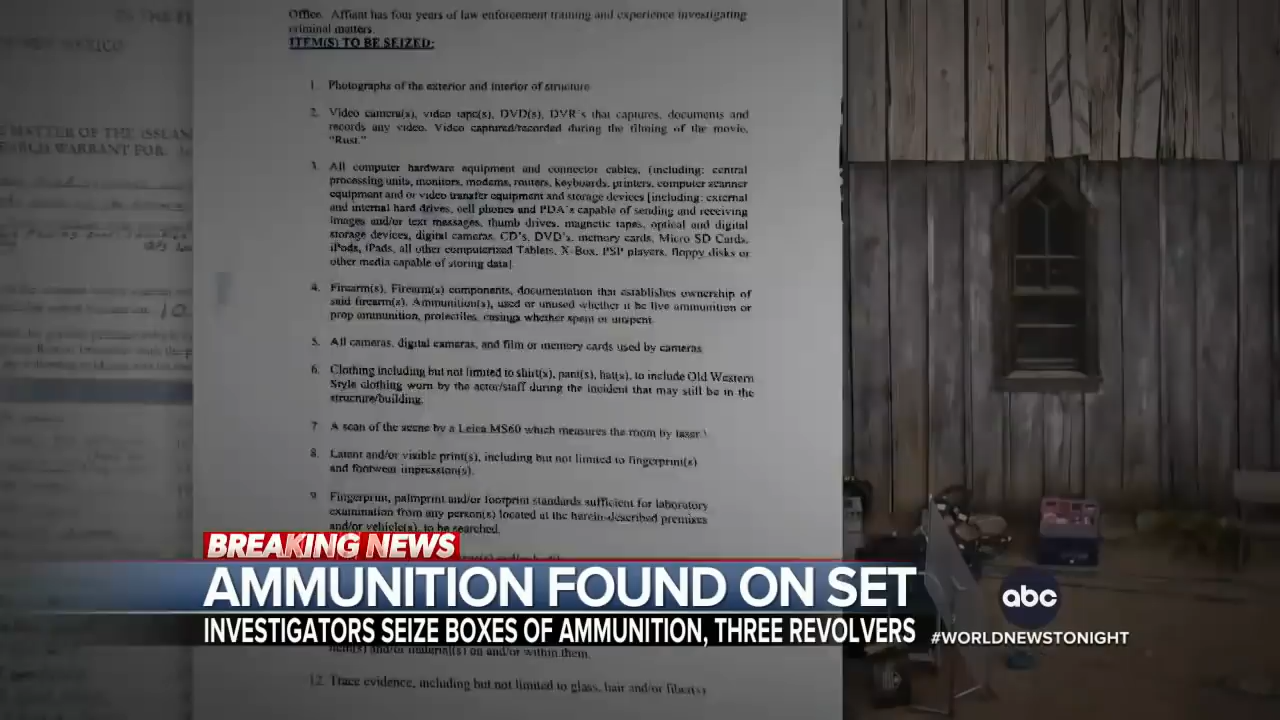 Office. Affiant has four years of law enforcement training and experience investigating
criminal matters.
ITEM(S) TO BE SEIZED:
1. Photographs of the exterior and interior of structure
2. Video camera(s), video tape(s), DVD(s), DVR's that captures, documents and
records any video. Video captured/recorded during the filming of the movie,
"Rust."
3. All computer hardware equipment and connector cables, [including: central
processing units, monitors, modems, routers, keyboards, printers, computer scanner
equipment and or video transfer equipment and storage devices [including: external
and internal hard drives, cell phones and PDA's capable of sending and receiving
images and/or text messages, thumb drives, magnetic tapes, optical and digital
storage devices, digital cameras, CD's, DVD's, memory cards, Micro SD Cards,
iPods, iPads, all other computerized Tablets, X-Box, PSP players, floppy disks or
other media capable of storing data]
4. Firearm(s), Firearm(s) components, documentation that establishes ownership of
said firearm(s). Ammunition(s), used or unused whether it be live ammunition or
prop ammunition, projectiles, casings whether spent or unspent
5. All cameras, digital cameras, and film or memory cards used by cameras
6. Clothing including but not limited to shirt(s), pant(s), hat(s), to include Old Western
Style clothing worn by the actor/staff during the incident that may still be in the
structure/building.
7. A scan of the scene by a Leica MS60 which measures the room by laser
8. Latent and/or visible print(s), including but not limited to fingerprint(s)
and footwear impression(s).
9. Fingerprint, palmprint and/or footprint standards sufficient for laboratory
examination from any person(s) located at the herein-described premises
and/or vehicle(s), to be searched.
MATTER OF THE
WARRANT FOR:
10
BREAKING NEWS
AMMUNITION FOUND ON SET
INVESTIGATORS SEIZE BOXES OF AMMUNITION, THREE REVOLVERS
abc
#WORLDNEWSTONIGHT
item(s) and/or material(s) on and/or within them.
12. Trace evidence, including but not limited to glass, hair and/or fiber(s)